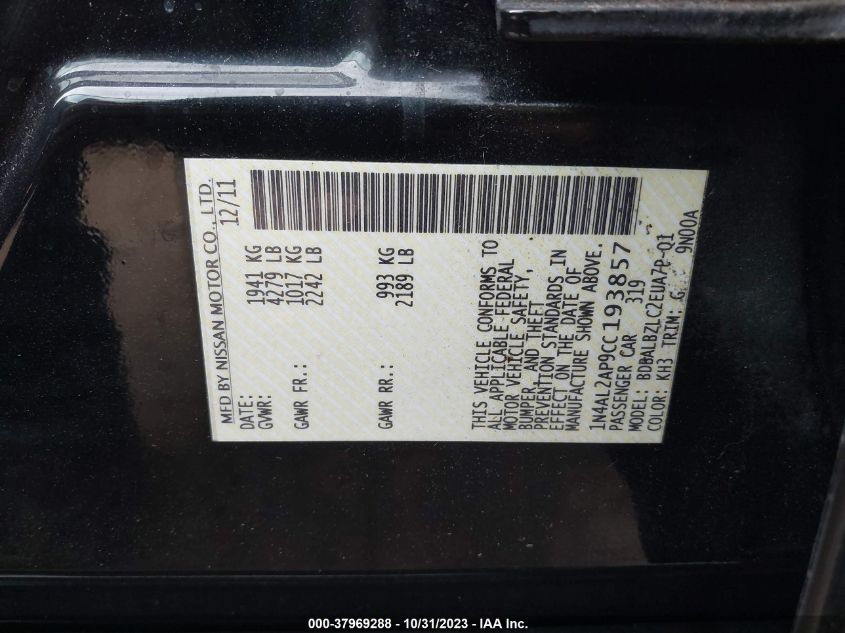 MFD BY NISSAN MOTOR CO., LTD.
DATE: 12/11
GVWR: 1941 KG
4279 LB
GAWR FR.: 1017 KG
2242 LB
GAWR RR.: 993 KG
2189 LB
THIS VEHICLE CONFORMS TO
ALL APPLICABLE FEDERAL
MOTOR VEHICLE SAFETY,
BUMPER, AND THEFT
PREVENTION STANDARDS IN
EFFECT ON THE DATE OF
MANUFACTURE SHOWN ABOVE.
1N4AL2AP9CC193857
PASSENGER CAR 319
MODEL: BDBALBZLC2EUA7P-Q1
COLOR: KH3 TRIM: G 9N00A
000-37969288 - 10/31/2023 - IAA Inc.